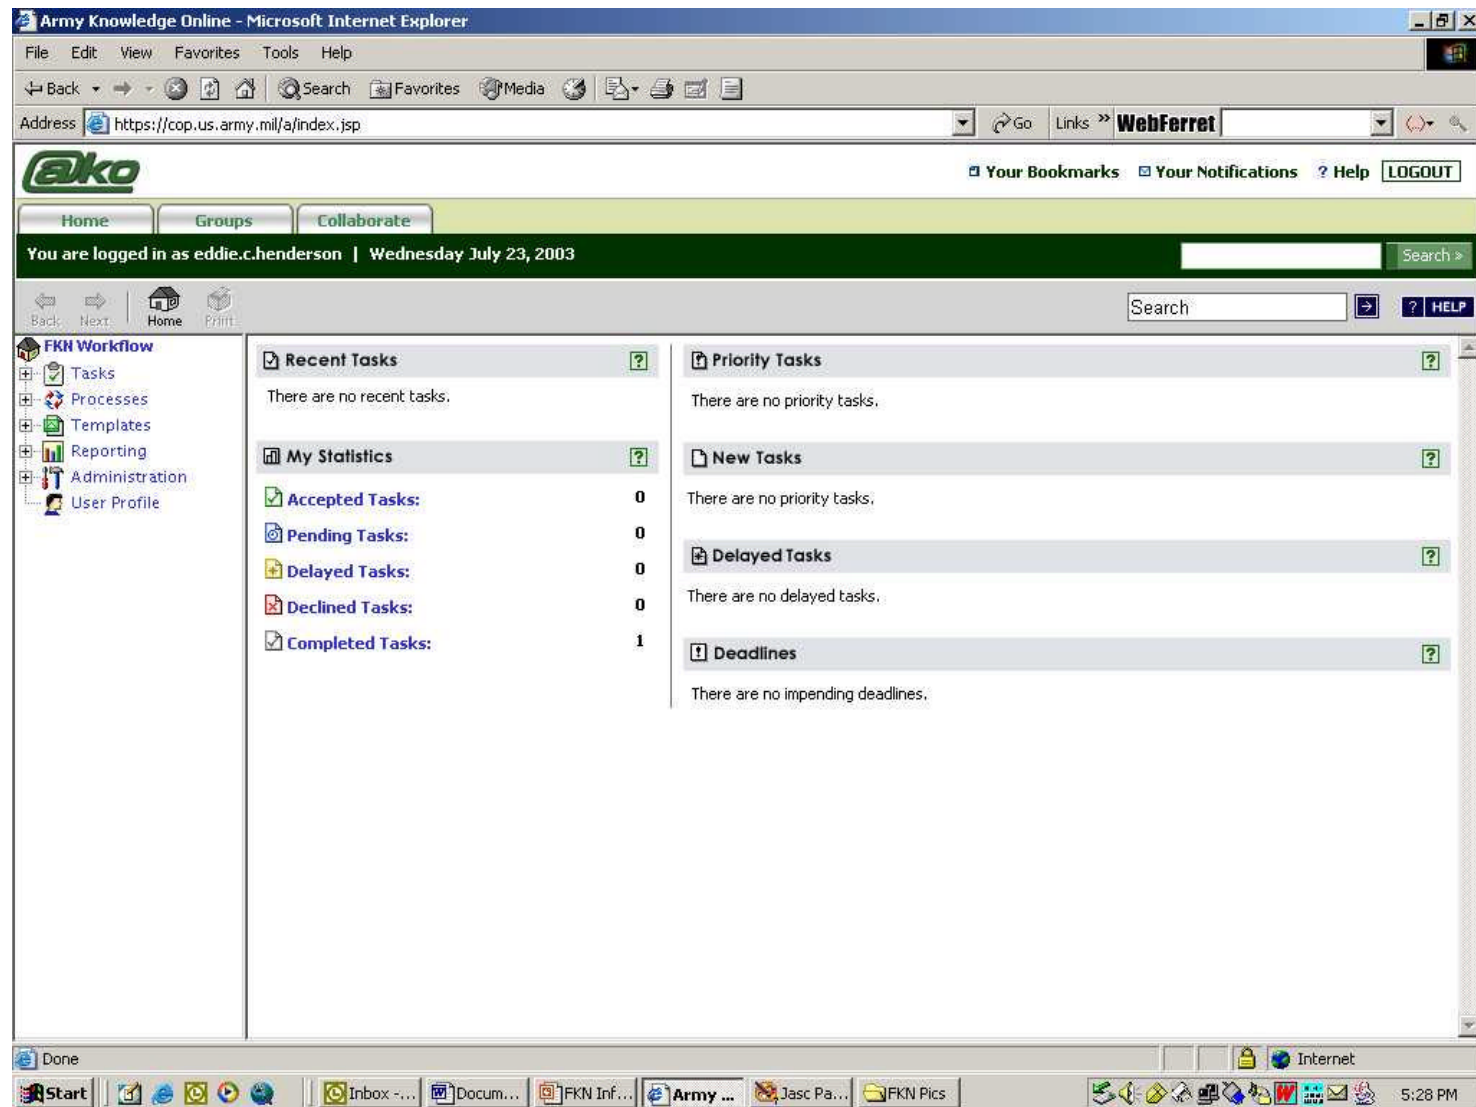 Army Knowledge Online - Microsoft Internet Explorer
File Edit View Favorites Tools Help
Back Search Favorites Media
Address https://cop.us.army.mil/a/index.jsp Go Links » WebFerret
@ko
Your Bookmarks Your Notifications ? Help LOGOUT
Home Groups Collaborate
You are logged in as eddie.c.henderson | Wednesday July 23, 2003 Search »
Back Next Home Print Search ? HELP
FKN Workflow
Tasks
Processes
Templates
Reporting
Administration
User Profile
Recent Tasks ?
There are no recent tasks.
My Statistics ?
Accepted Tasks: 0
Pending Tasks: 0
Delayed Tasks: 0
Declined Tasks: 0
Completed Tasks: 1
Priority Tasks ?
There are no priority tasks.
New Tasks ?
There are no priority tasks.
Delayed Tasks ?
There are no delayed tasks.
Deadlines ?
There are no impending deadlines.
Done Internet
Start Inbox -... Docum... FKN Inf... Army ... Jasc Pa... FKN Pics 5:28 PM